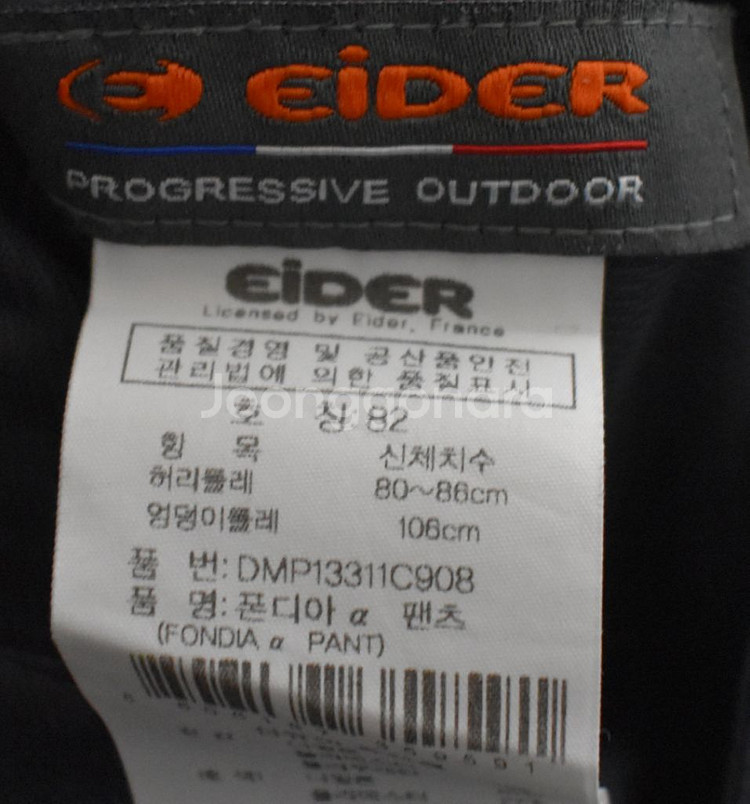 EiDER
PROGRESSIVE OUTDOOR
EiDER
Licensed by Eider, France
품질경영 및 공산품안전
관리법에 의한 품질표시
호 칭: 82
항 목 신체치수
허리둘레 80~86cm
엉덩이둘레 106cm
품 번: DMP13311C908
품 명: 폰디아 α 팬츠
(FONDIA α PANT)
Joonggonara